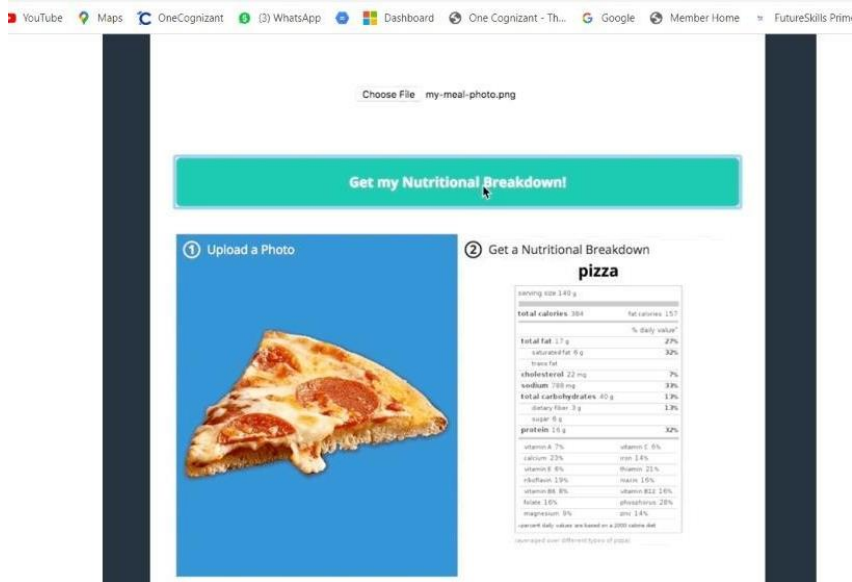 YouTube Maps OneCognizant (3) WhatsApp Dashboard One Cognizant - Th... Google Member Home FutureSkills Prime
Choose File my-meal-photo.png
Get my Nutritional Breakdown!
1 Upload a Photo
2 Get a Nutritional Breakdown
pizza
serving size 140 g
total calories 384 fat calories 157
% daily value*
total fat 17 g 27%
saturated fat 6 g 32%
trans fat
cholesterol 22 mg 7%
sodium 788 mg 33%
total carbohydrates 40 g 13%
dietary fiber 3 g 13%
sugar 6 g
protein 16 g 32%
vitamin A 7% vitamin C 6%
calcium 23% iron 14%
vitamin E 6% thiamin 21%
riboflavin 19% niacin 16%
vitamin B6 8% vitamin B12 16%
folate 16% phosphorus 28%
magnesium 9% zinc 14%
*percent daily values are based on a 2000 calorie diet
(averaged over different types of pizza)